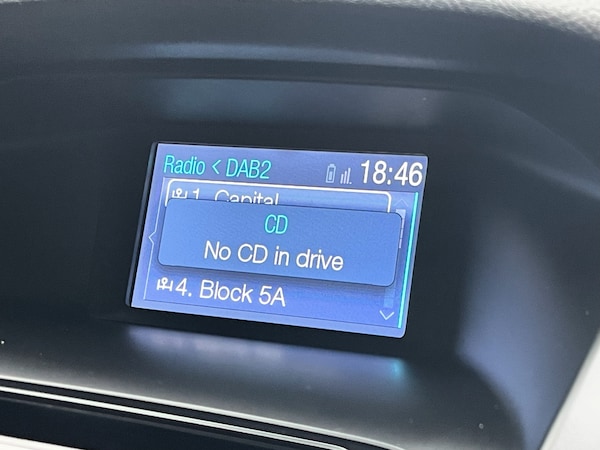 Radio < DAB2 18:46
1. Capital
CD
No CD in drive
4. Block 5A